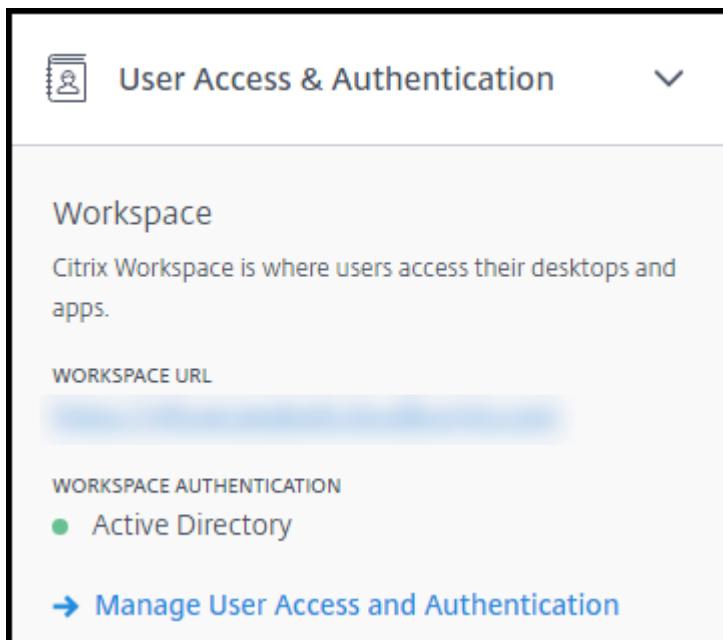 User Access & Authentication
Workspace
Citrix Workspace is where users access their desktops and
apps.
WORKSPACE URL
WORKSPACE AUTHENTICATION
Active Directory
Manage User Access and Authentication